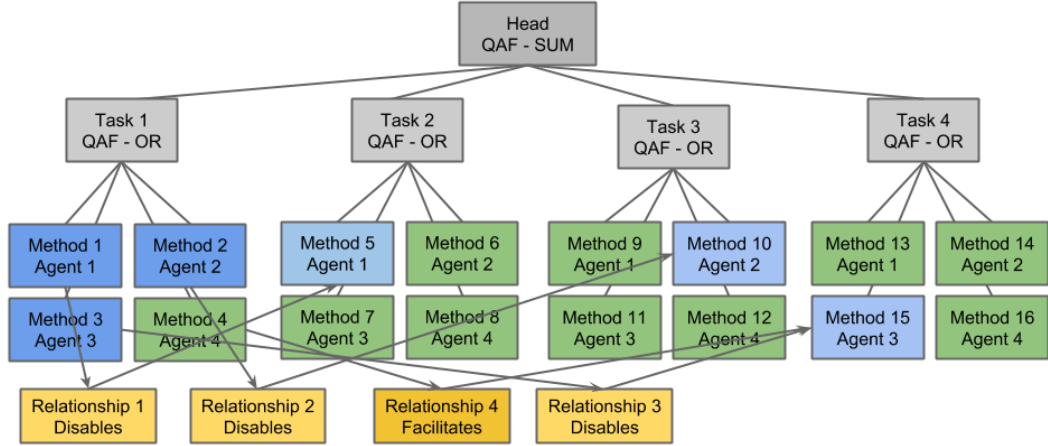 Head
QAF - SUM
Task 1
QAF - OR
Task 2
QAF - OR
Task 3
QAF - OR
Task 4
QAF - OR
Method 1
Agent 1
Method 2
Agent 2
Method 5
Agent 1
Method 6
Agent 2
Method 9
Agent 1
Method 10
Agent 2
Method 13
Agent 1
Method 14
Agent 2
Method 3
Agent 3
Method 4
Agent 4
Method 7
Agent 3
Method 8
Agent 4
Method 11
Agent 3
Method 12
Agent 4
Method 15
Agent 3
Method 16
Agent 4
Relationship 1
Disables
Relationship 2
Disables
Relationship 4
Facilitates
Relationship 3
Disables